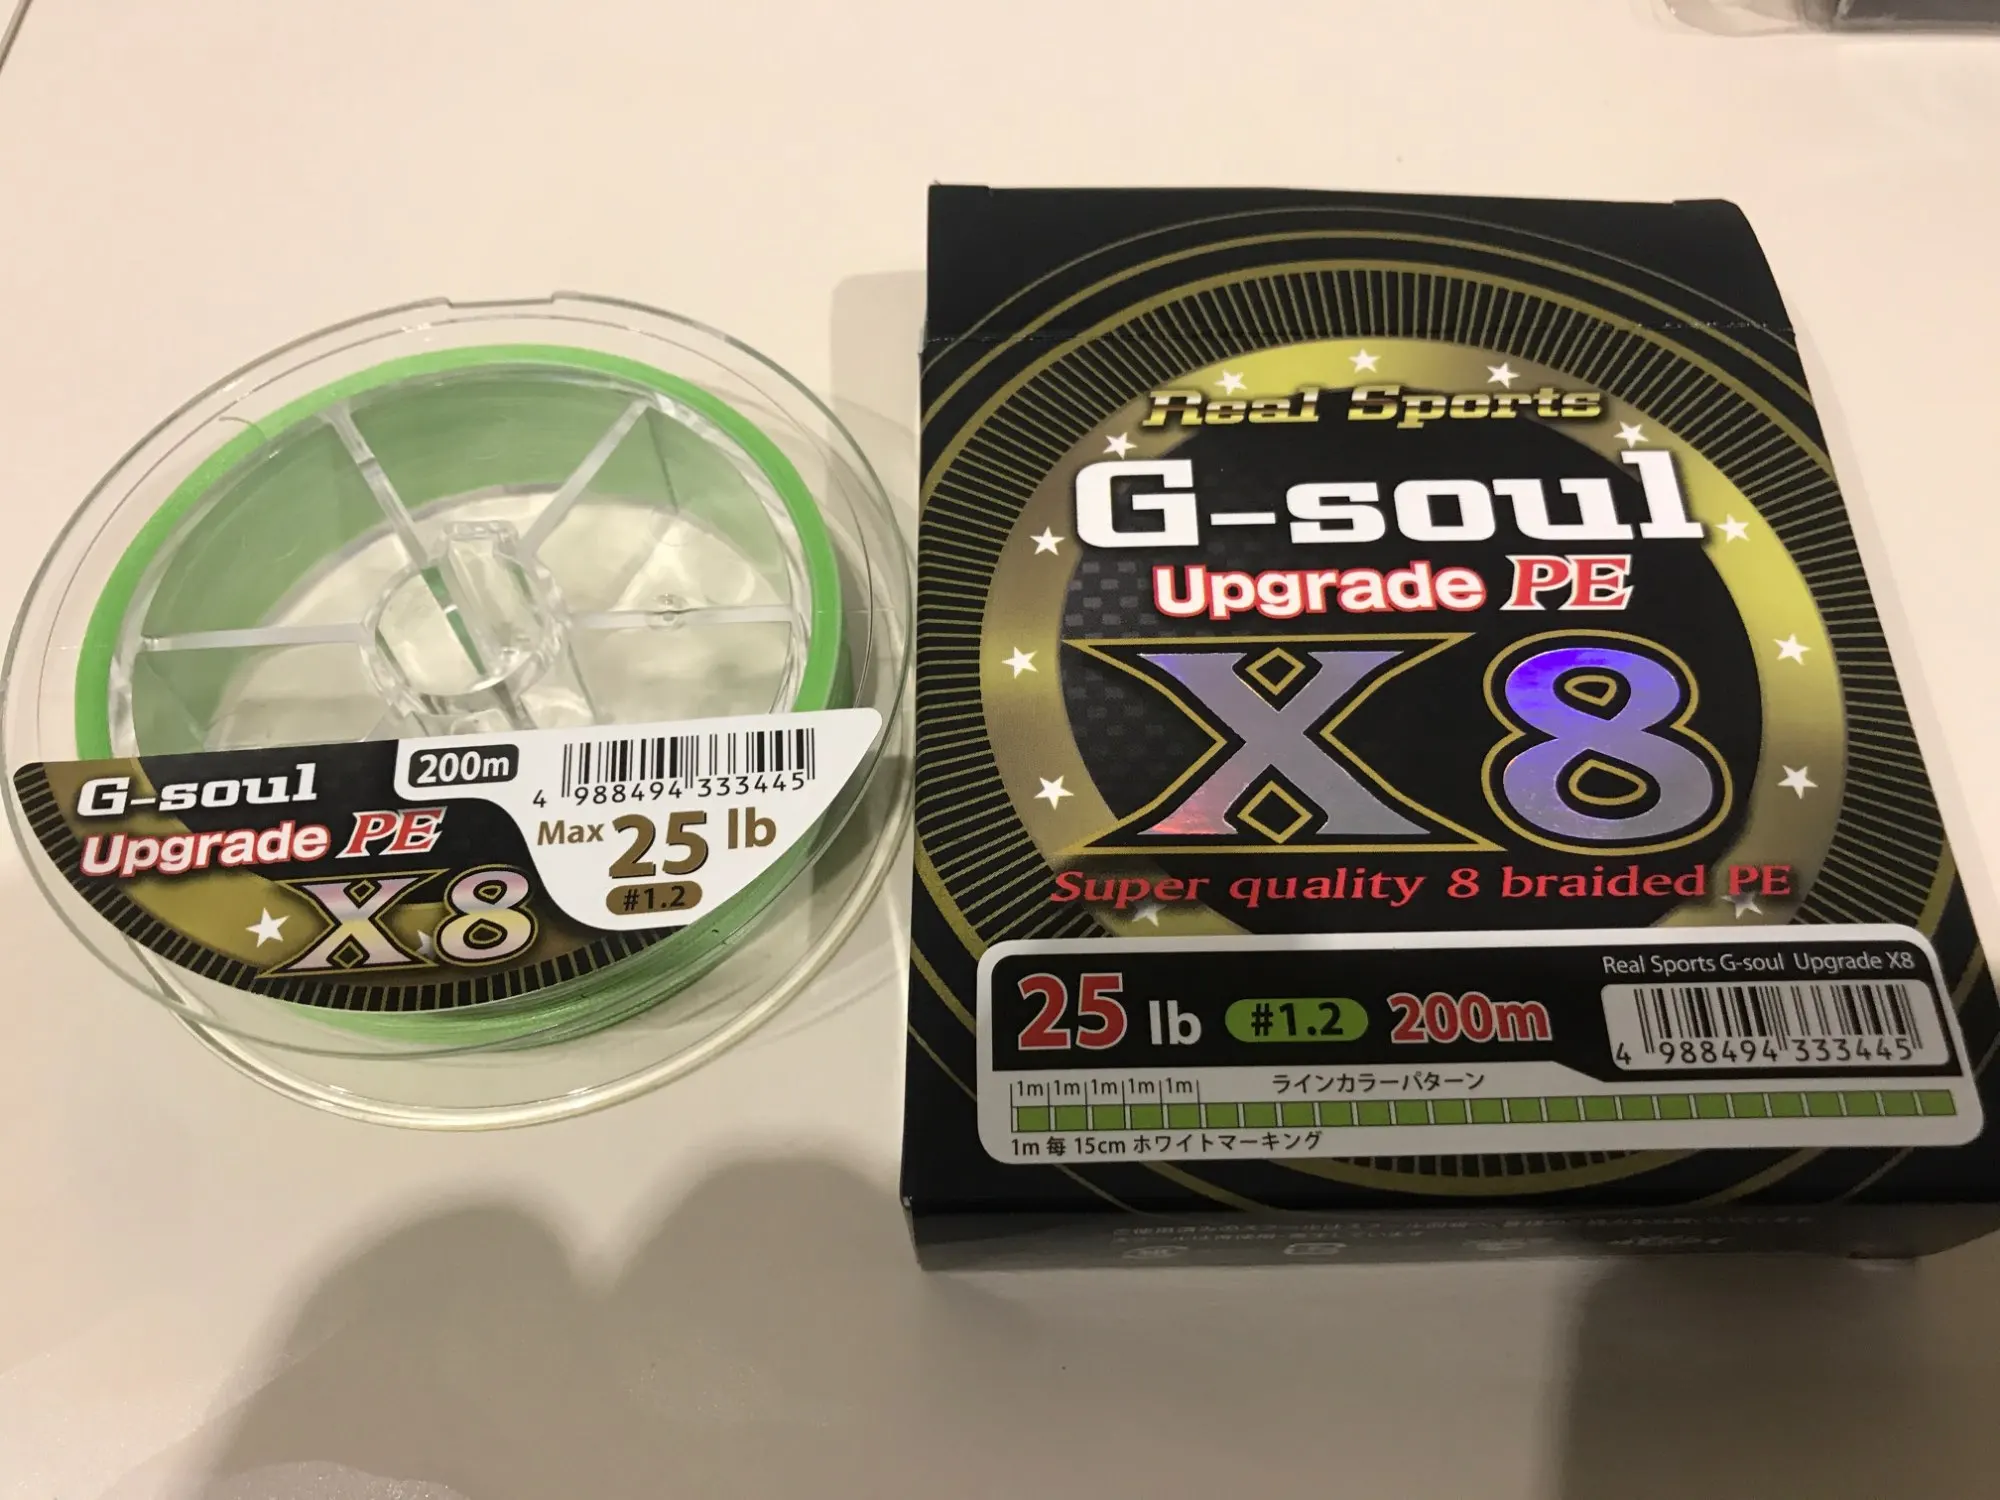 G-soul
Upgrade PE
X8
200m
4 988494 333445
Max 25 lb
#1.2
Real Sports
G-soul
Upgrade PE
X8
Super quality 8 braided PE
25 lb #1.2 200m
Real Sports G-soul Upgrade X8
4 988494 333445
1m 1m 1m 1m 1m
ラインカラーパターン
1m 毎 15cm ホワイトマーキング